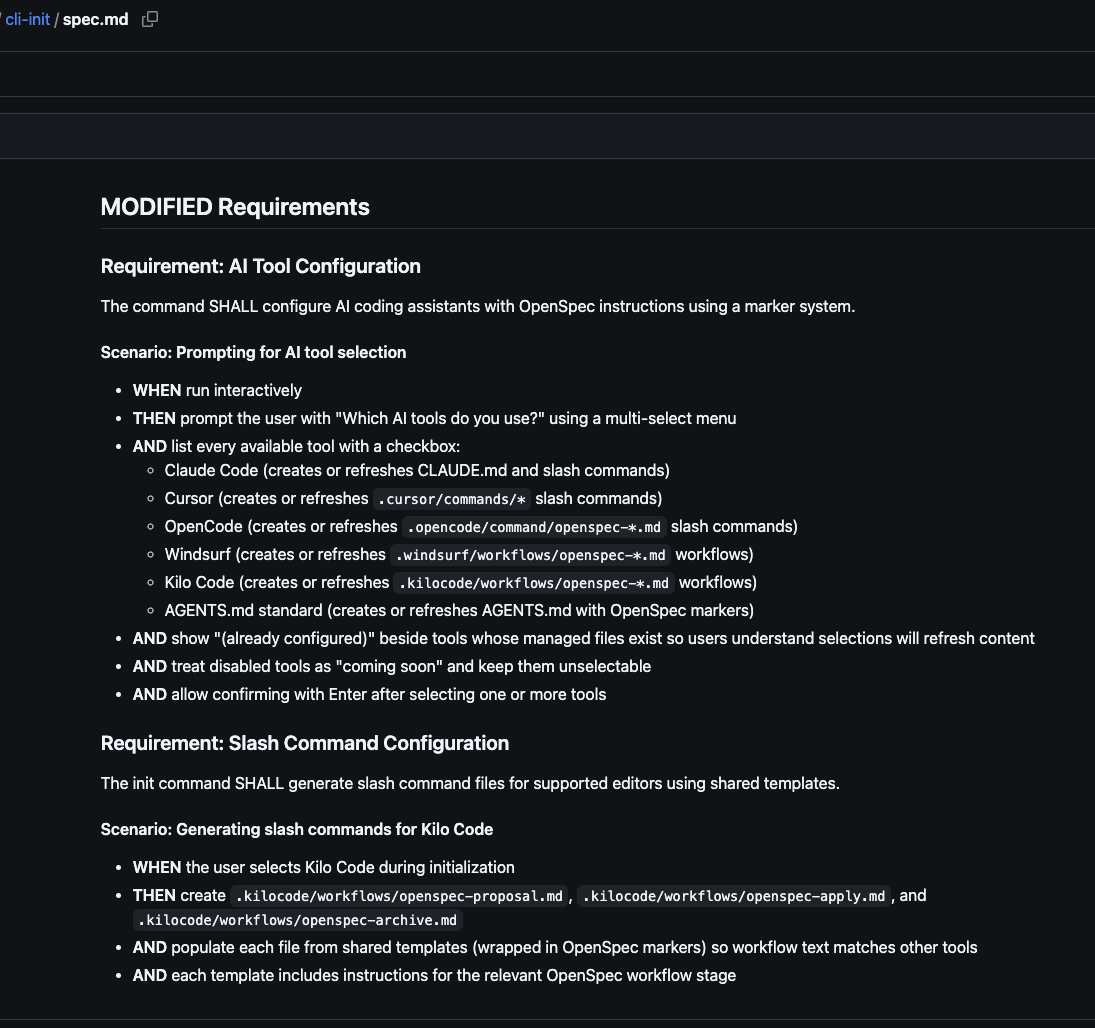 / cli-init / spec.md
MODIFIED Requirements
Requirement: AI Tool Configuration
The command SHALL configure AI coding assistants with OpenSpec instructions using a marker system.
Scenario: Prompting for AI tool selection
• WHEN run interactively
• THEN prompt the user with "Which AI tools do you use?" using a multi-select menu
• AND list every available tool with a checkbox:
◦ Claude Code (creates or refreshes CLAUDE.md and slash commands)
◦ Cursor (creates or refreshes .cursor/commands/* slash commands)
◦ OpenCode (creates or refreshes .opencode/command/openspec-*.md slash commands)
◦ Windsurf (creates or refreshes .windsurf/workflows/openspec-*.md workflows)
◦ Kilo Code (creates or refreshes .kilocode/workflows/openspec-*.md workflows)
◦ AGENTS.md standard (creates or refreshes AGENTS.md with OpenSpec markers)
• AND show "(already configured)" beside tools whose managed files exist so users understand selections will refresh content
• AND treat disabled tools as "coming soon" and keep them unselectable
• AND allow confirming with Enter after selecting one or more tools
Requirement: Slash Command Configuration
The init command SHALL generate slash command files for supported editors using shared templates.
Scenario: Generating slash commands for Kilo Code
• WHEN the user selects Kilo Code during initialization
• THEN create .kilocode/workflows/openspec-proposal.md , .kilocode/workflows/openspec-apply.md , and
.kilocode/workflows/openspec-archive.md
• AND populate each file from shared templates (wrapped in OpenSpec markers) so workflow text matches other tools
• AND each template includes instructions for the relevant OpenSpec workflow stage